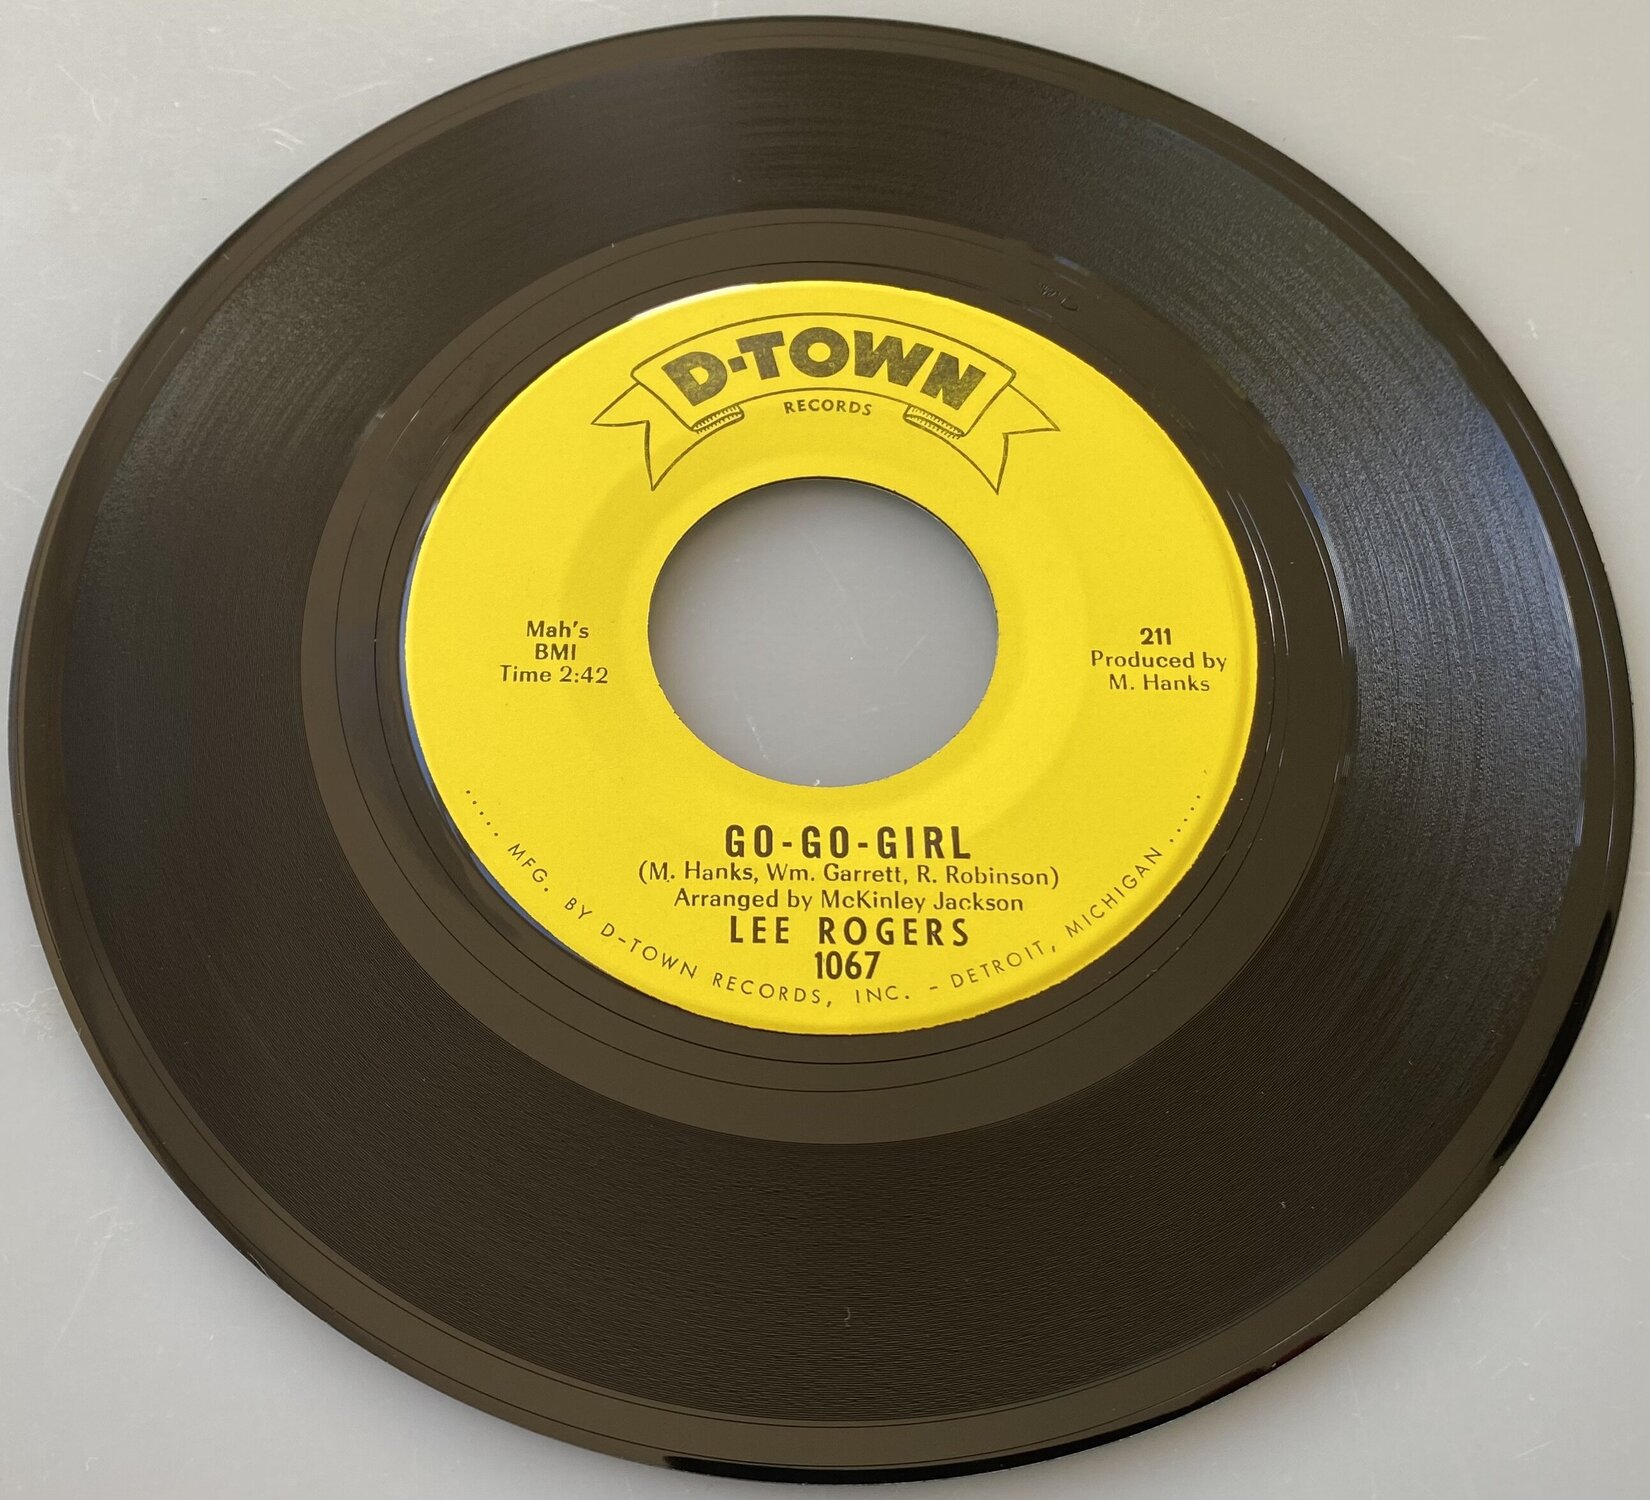 D-TOWN
RECORDS
Mah's
BMI
Time 2:42
211
Produced by
M. Hanks
GO-GO-GIRL
(M. Hanks, Wm. Garrett, R. Robinson)
Arranged by McKinley Jackson
LEE ROGERS
1067
..... MFG. BY D-TOWN RECORDS, INC. - DETROIT, MICHIGAN .....